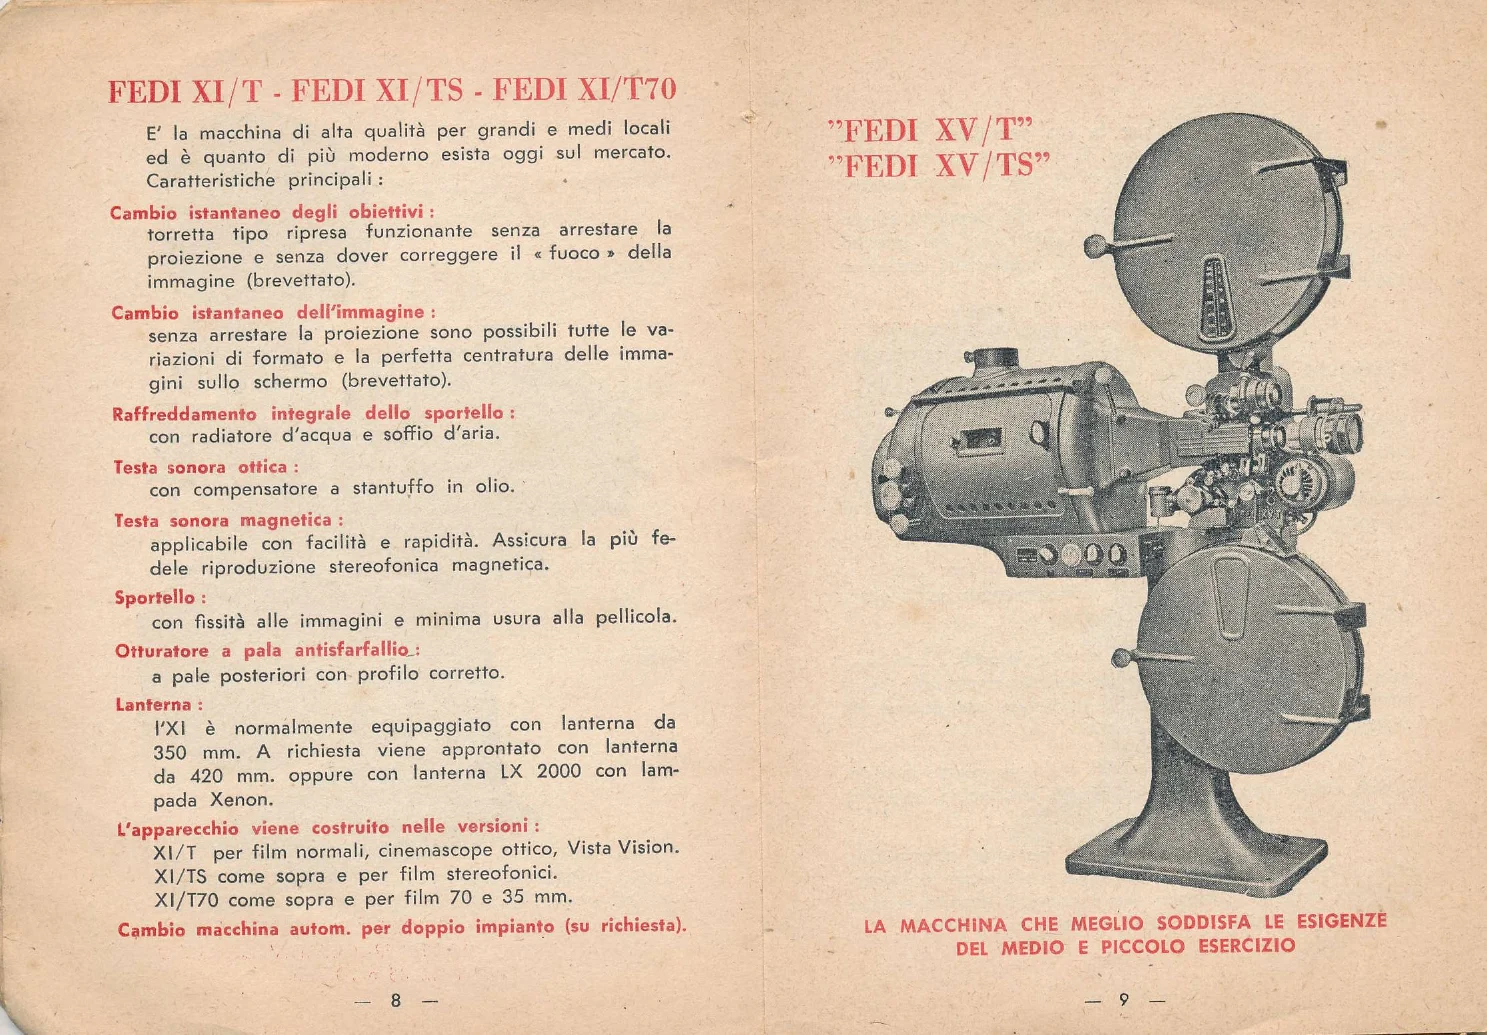 FEDI XI/T - FEDI XI/TS - FEDI XI/T70
E' la macchina di alta qualità per grandi e medi locali
ed è quanto di più moderno esista oggi sul mercato.
Caratteristiche principali :
Cambio istantaneo degli obiettivi :
torretta tipo ripresa funzionante senza arrestare la
proiezione e senza dover correggere il « fuoco » della
immagine (brevettato).
Cambio istantaneo dell'immagine :
senza arrestare la proiezione sono possibili tutte le va-
riazioni di formato e la perfetta centratura delle imma-
gini sullo schermo (brevettato).
Raffreddamento integrale dello sportello :
con radiatore d'acqua e soffio d'aria.
Testa sonora ottica :
con compensatore a stantuffo in olio.
Testa sonora magnetica :
applicabile con facilità e rapidità. Assicura la più fe-
dele riproduzione stereofonica magnetica.
Sportello :
con fissità alle immagini e minima usura alla pellicola.
Otturatore a pala antisfarfallio :
a pale posteriori con profilo corretto.
Lanterna :
l'XI è normalmente equipaggiato con lanterna da
350 mm. A richiesta viene approntato con lanterna
da 420 mm. oppure con lanterna LX 2000 con lam-
pada Xenon.
L'apparecchio viene costruito nelle versioni :
XI/T per film normali, cinemascope ottico, Vista Vision.
XI/TS come sopra e per film stereofonici.
XI/T70 come sopra e per film 70 e 35 mm.
Cambio macchina autom. per doppio impianto (su richiesta).
— 8 —
"FEDI XV/T"
"FEDI XV/TS"
LA MACCHINA CHE MEGLIO SODDISFA LE ESIGENZE
DEL MEDIO E PICCOLO ESERCIZIO
— 9 —